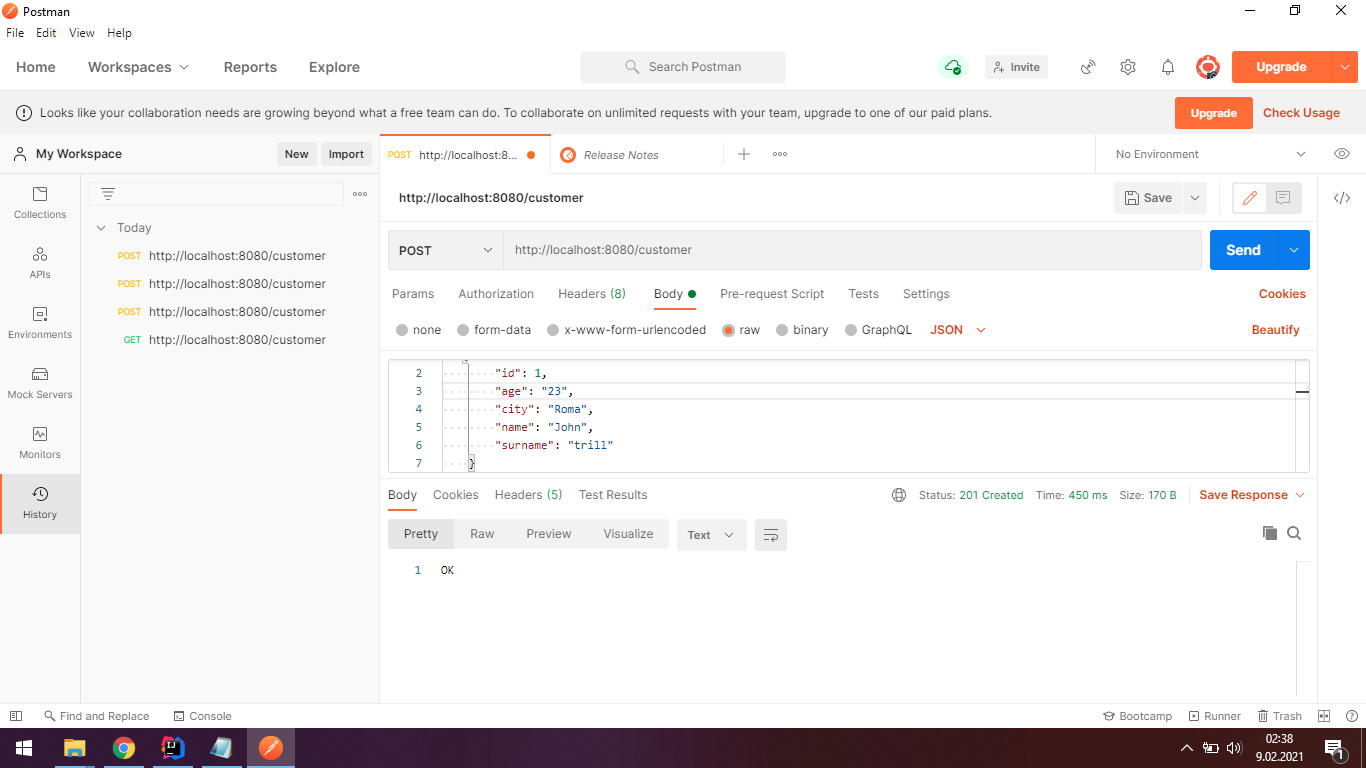 Postman
File Edit View Help
Home Workspaces Reports Explore Search Postman Invite Upgrade
Looks like your collaboration needs are growing beyond what a free team can do. To collaborate on unlimited requests with your team, upgrade to one of our paid plans. Upgrade Check Usage
My Workspace New Import POST http://localhost:8... Release Notes No Environment
Collections
APIs
Environments
Mock Servers
Monitors
History
Today
POST http://localhost:8080/customer
POST http://localhost:8080/customer
POST http://localhost:8080/customer
GET http://localhost:8080/customer
http://localhost:8080/customer Save
POST http://localhost:8080/customer Send
Params Authorization Headers (8) Body Pre-request Script Tests Settings Cookies
none form-data x-www-form-urlencoded raw binary GraphQL JSON Beautify
2 "id": 1,
3 "age": "23",
4 "city": "Roma",
5 "name": "John",
6 "surname": "trill"
7 }
Body Cookies Headers (5) Test Results Status: 201 Created Time: 450 ms Size: 170 B Save Response
Pretty Raw Preview Visualize Text
1 OK
Find and Replace Console Bootcamp Runner Trash
02:38
9.02.2021
1